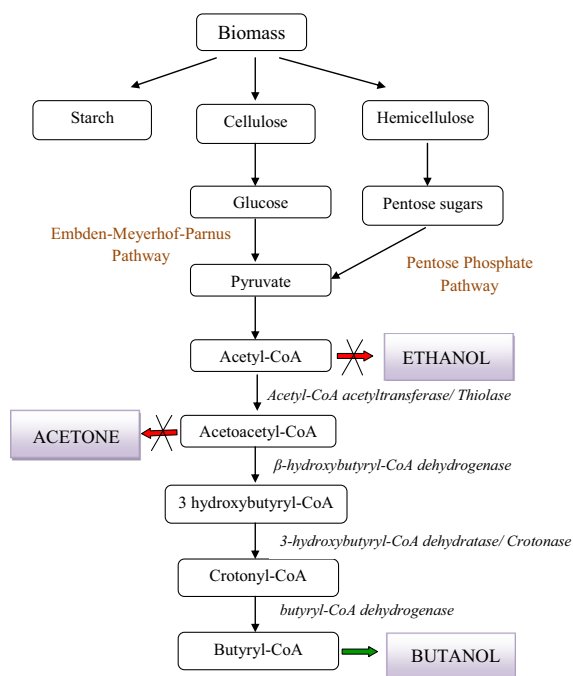 Biomass
Starch
Cellulose
Hemicellulose
Glucose
Pentose sugars
Embden-Meyerhof-Parnus
Pathway
Pyruvate
Pentose Phosphate
Pathway
Acetyl-CoA
ETHANOL
Acetyl-CoA acetyltransferase/ Thiolase
ACETONE
Acetoacetyl-CoA
β-hydroxybutyryl-CoA dehydrogenase
3 hydroxybutyryl-CoA
3-hydroxybutyryl-CoA dehydratase/ Crotonase
Crotonyl-CoA
butyryl-CoA dehydrogenase
Butyryl-CoA
BUTANOL